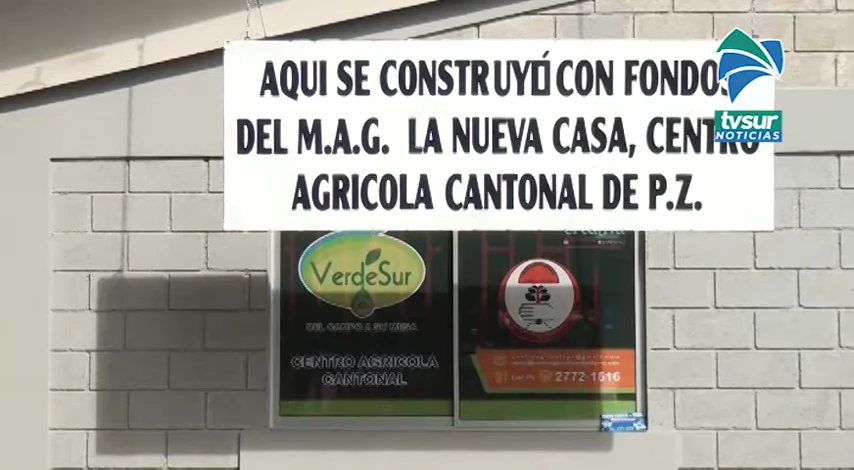 AQUI SE CONSTRUYÓ CON FONDOS
DEL M.A.G. LA NUEVA CASA, CENTRO
AGRICOLA CANTONAL DE P.Z.
tvsur
NOTICIAS
VerdeSur
DEL CAMPO A SU MESA
CENTRO AGRICOLA
CANTONAL
2772-1616